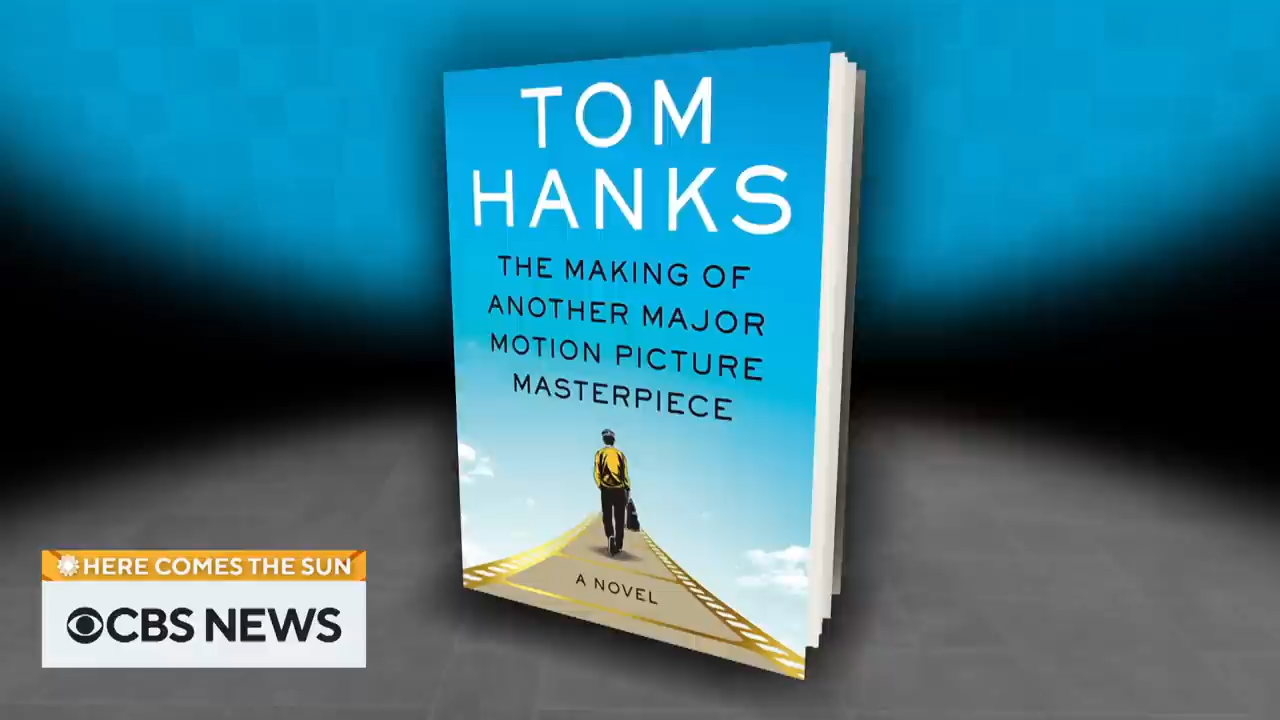 TOM
HANKS
THE MAKING OF
ANOTHER MAJOR
MOTION PICTURE
MASTERPIECE
A NOVEL
HERE COMES THE SUN
CBS NEWS